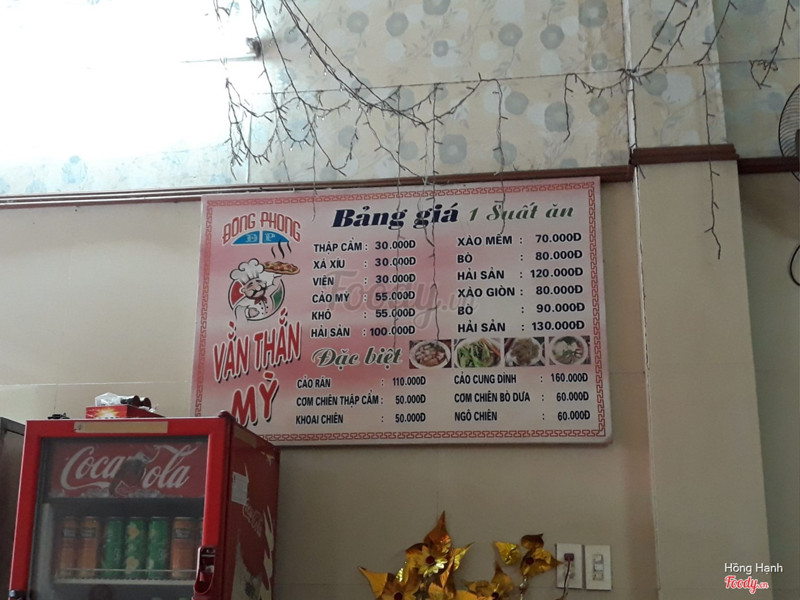 ĐÔNG PHONG
ĐP
VẰN THẮN
MỲ
Bảng giá 1 Suất ăn
THẬP CẨM : 30.000Đ
XÁ XÍU : 30.000Đ
VIÊN : 30.000Đ
CẢO MỲ : 55.000Đ
KHÔ : 55.000Đ
HẢI SẢN : 100.000Đ
XÀO MỀM : 70.000Đ
BÒ : 80.000Đ
HẢI SẢN : 120.000Đ
XÀO GIÒN : 80.000Đ
BÒ : 90.000Đ
HẢI SẢN : 130.000Đ
Đặc biệt
CẢO RÁN : 110.000Đ
CƠM CHIÊN THẬP CẨM : 50.000Đ
KHOAI CHIÊN : 50.000Đ
CẢO CUNG ĐÌNH : 160.000Đ
CƠM CHIÊN BÒ DƯA : 60.000Đ
NGÔ CHIÊN : 60.000Đ
Foody.vn
Coca-Cola
Hồng Hạnh
Foody.vn